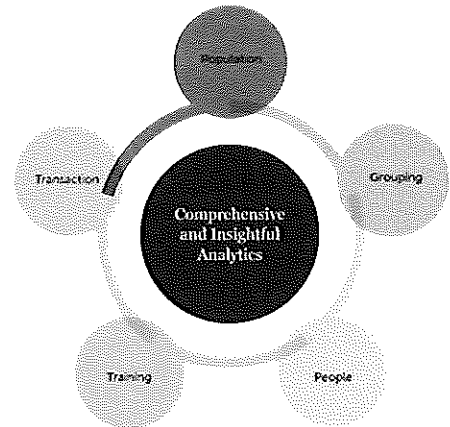 Population
Grouping
People
Training
Transaction
Comprehensive
and Insightful
Analytics